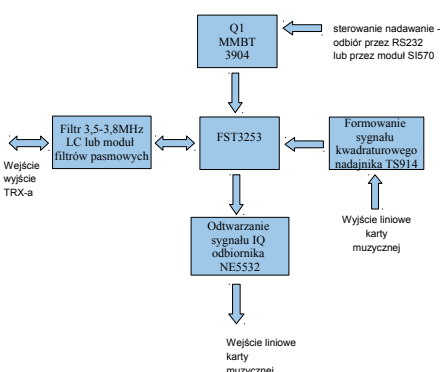 Q1
MMBT
3904
sterowanie nadawanie -
odbiór przez RS232
lub przez moduł SI570
Filtr 3,5-3,8MHz
LC lub moduł
filtrów pasmowych
FST3253
Formowanie
sygnału
kwadraturowego
nadajnika TS914
Wejście
wyjście
TRX-a
Odtwarzanie
sygnału IQ
odbiornika
NE5532
Wyjście liniowe
karty
muzycznej
Wejście liniowe
karty
muzycznej